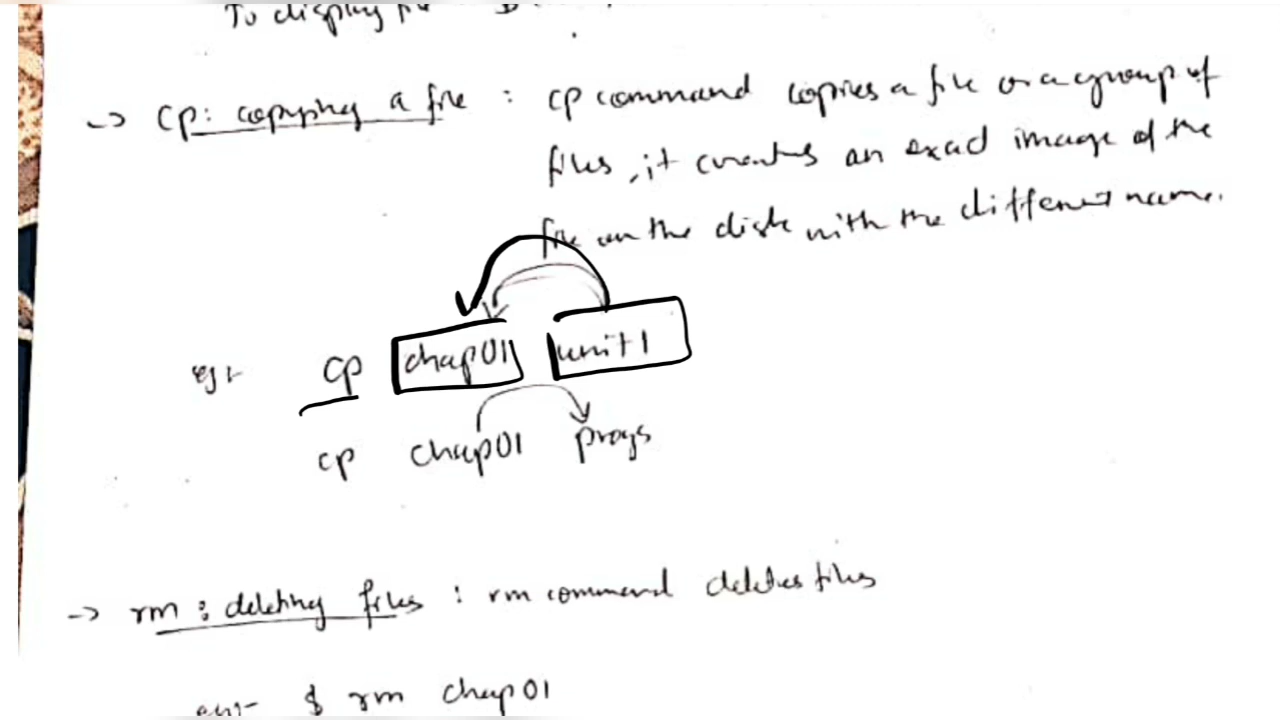 To display
→ cp: copying a file : cp command copies a file or a group of
files, it creates an exact image of the
file on the disk with the different name.
eg:- cp chap01 unit1
cp chap01 progs
→ rm : deleting files : rm command deletes files
$ rm chap01